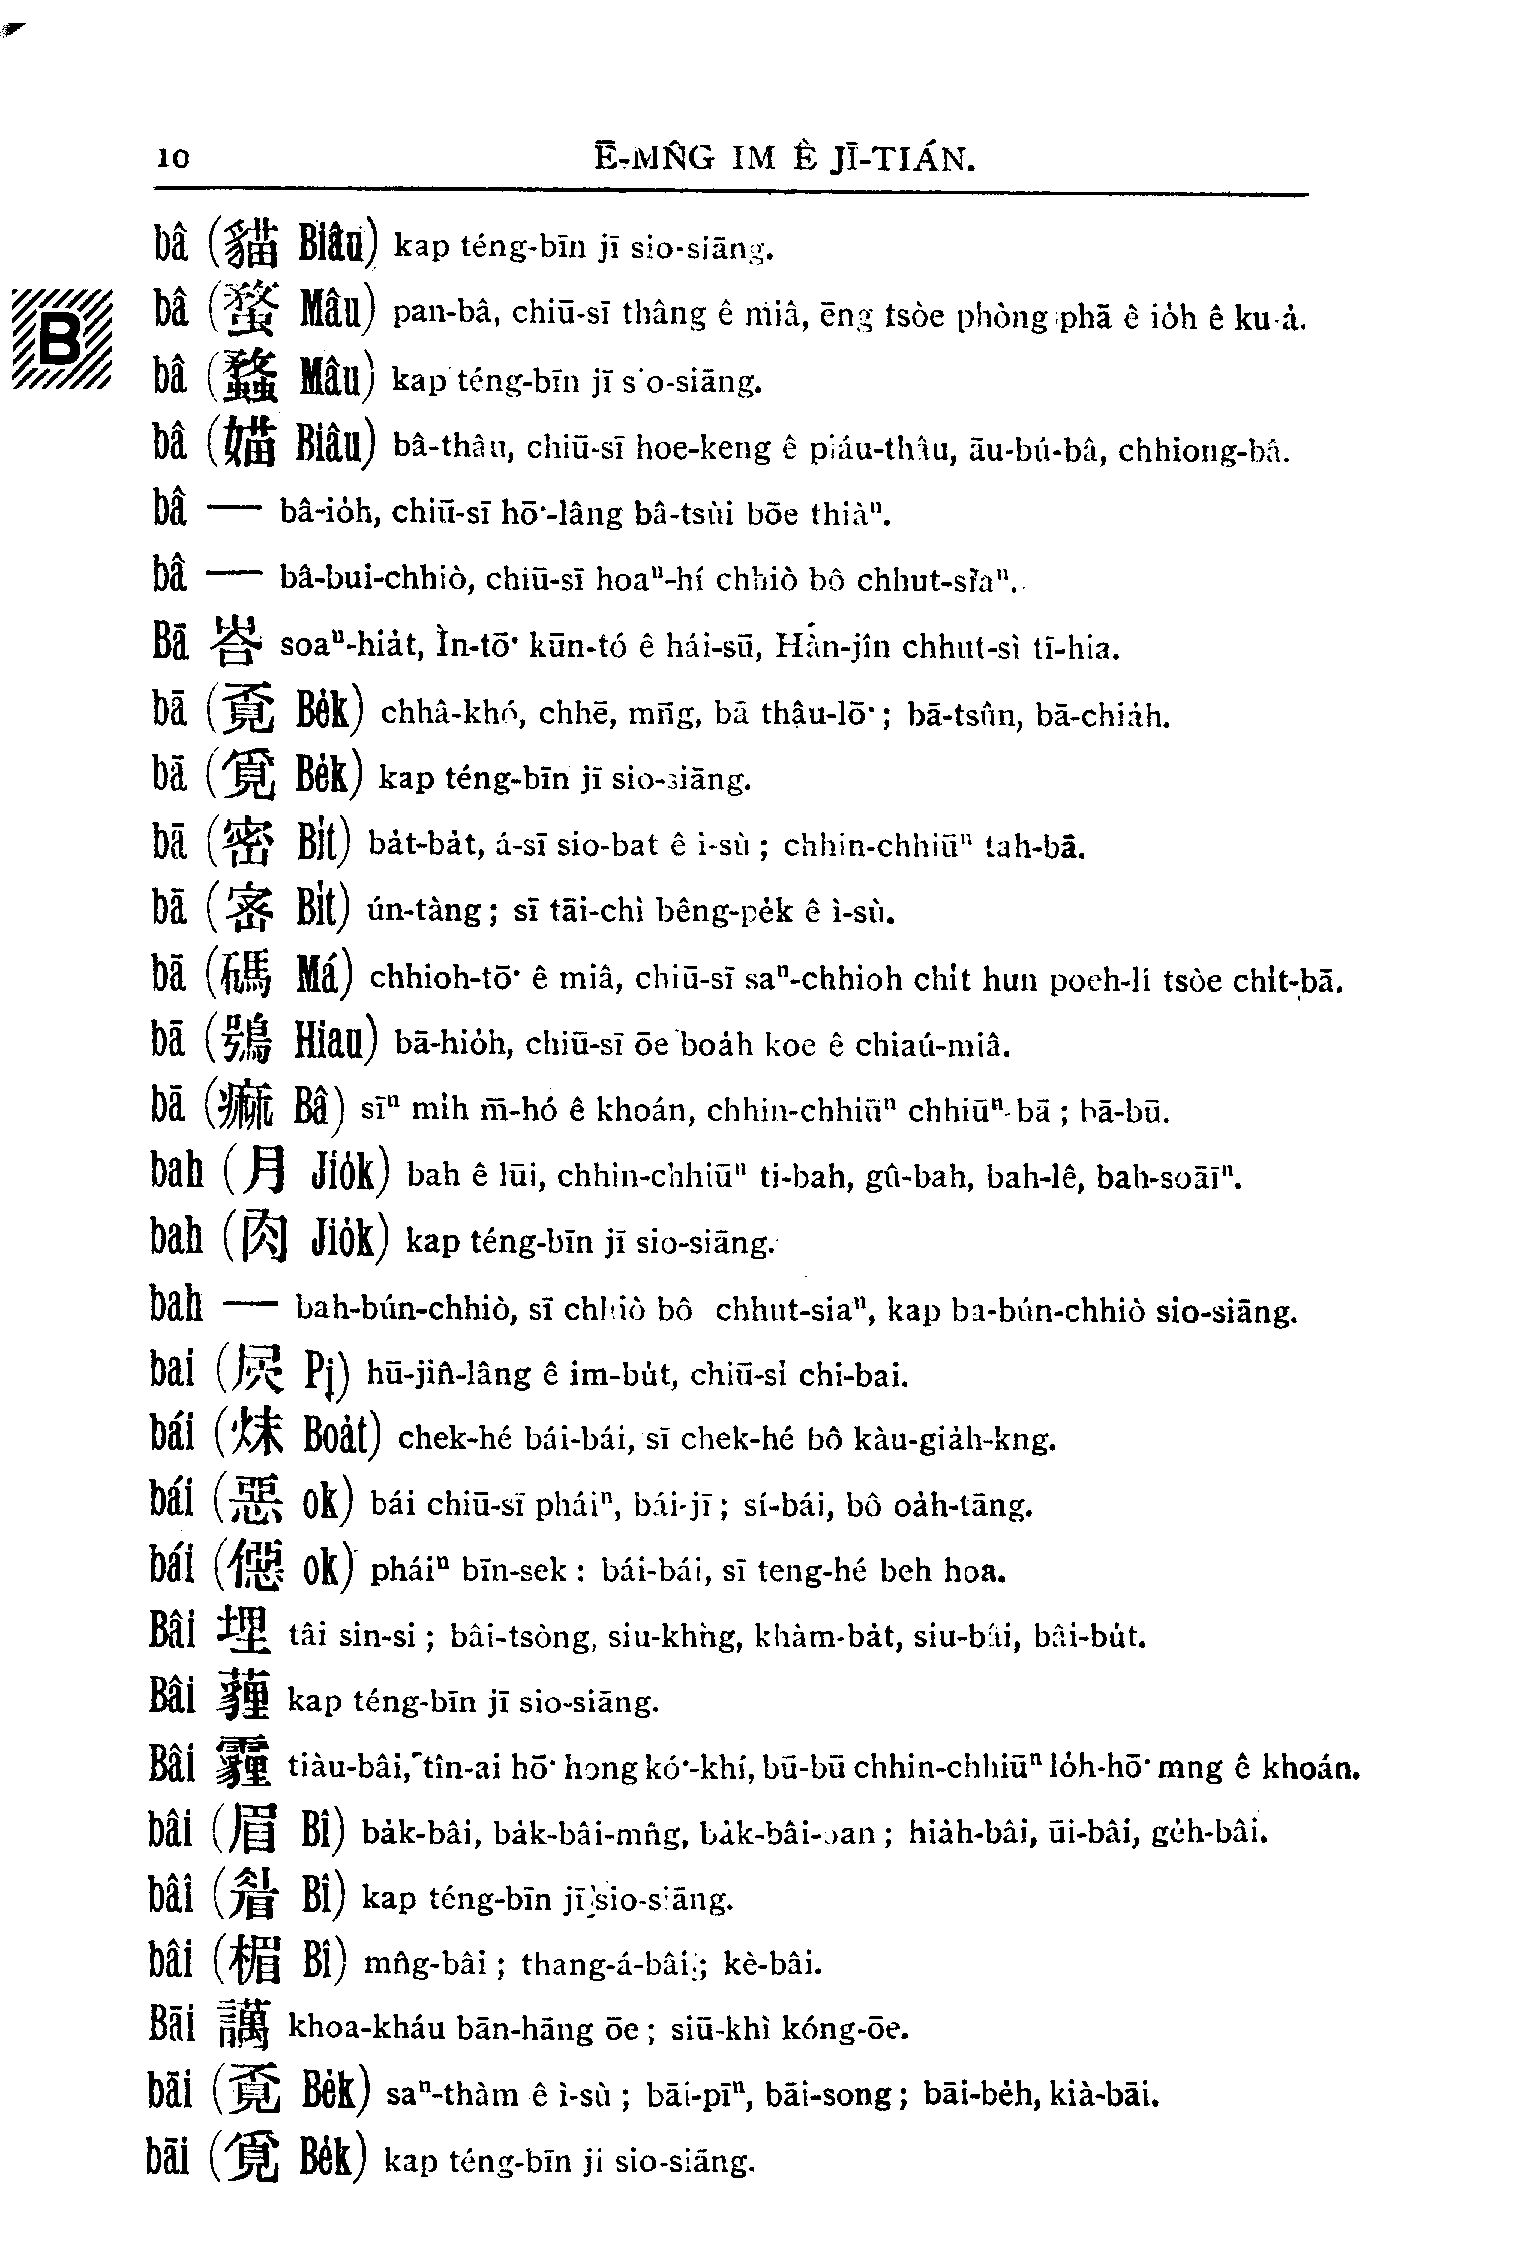 10 Ē-MN̂G IM Ê JĪ-TIÁN.
bâ (貓 Biâu) kap téng-bīn jī sio-siāng.
B
bâ (蝥 Mâu) pan-bâ, chiū-sī thâng ê miâ, ēng tsòe phòng-phā ê io̍h ê ku-á.
bâ (蟊 Mâu) kap téng-bīn jī sio-siāng.
bâ (媌 Biâu) bâ-thâu, chiū-sī hoe-keng ê piáu-thâu, āu-bú-bâ, chhiong-bâ.
bâ — bâ-io̍h, chiū-sī hō͘-lâng bâ-tsùi bōe thiàⁿ.
bâ — bâ-bui-chhiò, chiū-sī hoaⁿ-hí chhiò bô chhut-siaⁿ.
Bā 峇 soaⁿ-hia̍t, Ìn-tō͘ kūn-tó ê hái-sū, Hàn-jîn chhut-sì tī-hia.
bā (覔 Be̍k) chhâ-khó, chhē, mn̄g, bā thâu-lō͘; bā-tsûn, bā-chia̍h.
bā (覓 Be̍k) kap téng-bīn jī sio-siāng.
bā (密 Bi̍t) ba̍t-ba̍t, á-sī sio-bat ê ì-sù; chhin-chhiūⁿ tah-bā.
bā (宻 Bi̍t) ún-tàng; sī tāi-chì bêng-pe̍k ê ì-sù.
bā (碼 Má) chhioh-tō͘ ê miâ, chiū-sī saⁿ-chhioh chi̍t hun poeh-lî tsòe chi̍t-bā.
bā (鴞 Hiau) bā-hio̍h, chiū-sī ōe boa̍h koe ê chiaú-miâ.
bā (痲 Bâ) sīⁿ mi̍h m̄-hó ê khoán, chhin-chhiūⁿ chhiūⁿ-bā; bā-bū.
bah (月 Jio̍k) bah ê lūi, chhin-chhiūⁿ ti-bah, gû-bah, bah-lê, bah-soāīⁿ.
bah (肉 Jio̍k) kap téng-bīn jī sio-siāng.
bah — bah-bún-chhiò, sī chhiò bô chhut-siaⁿ, kap ba-bún-chhiò sio-siāng.
bai (屄 Pi) hū-jîn-lâng ê im-bu̍t, chiū-sī chi-bai.
bái (妺 Boa̍t) chek-hé bái-bái, sī chek-hé bô kàu-gia̍h-kng.
bái (惡 ok) bái chiū-sī pháiⁿ, bái-jī; sí-bái, bô oa̍h-tāng.
bái (僫 ok) pháiⁿ bīn-sek: bái-bái, sī teng-hé beh hoa.
Bâi 埋 tâi sin-si; bâi-tsòng, siu-khǹg, khàm-ba̍t, siu-bâi, bâi-bu̍t.
Bâi 薶 kap téng-bīn jī sio-siāng.
Bâi 霾 tiàu-bâi, tîn-ai hō͘ hong kó͘-khí, bū-bū chhin-chhiūⁿ lo̍h-hō͘ mng ê khoán.
bâi (眉 Bî) ba̍k-bâi, ba̍k-bâi-mn̂g, ba̍k-bâi-oan; hia̍h-bâi, ūi-bâi, ge̍h-bâi.
bâi (睂 Bî) kap téng-bīn jī sio-siāng.
bâi (楣 Bî) mn̂g-bâi; thang-á-bâi; kè-bâi.
Bāi 講 khoa-kháu bān-hāng ōe; siū-khì kóng-ōe.
bāi (覔 Be̍k) saⁿ-thàm ê ì-sù; bāi-pīⁿ, bāi-song; bāi-be̍h, kià-bāi.
bāi (覓 Be̍k) kap téng-bīn ji sio-siāng.